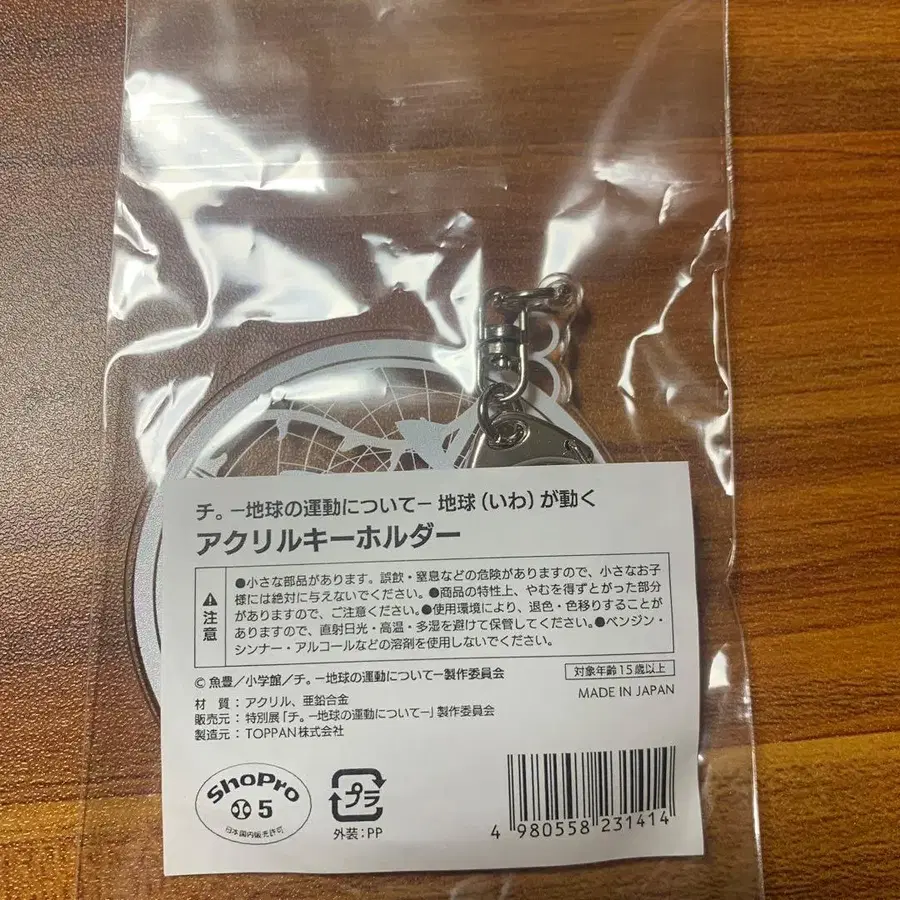 チ。ー地球の運動についてー 地球(いわ)が動く
アクリルキーホルダー
注意
●小さな部品があります。誤飲・窒息などの危険がありますので、小さなお子
様には絶対に与えないでください。●商品の特性上、やむを得ずとがった部分
がありますので、ご注意ください。●使用環境により、退色・色移りすることが
ありますので、直射日光・高温・多湿を避けて保管してください。●ベンジン・
シンナー・アルコールなどの溶剤を使用しないでください。
© 魚豊/小学館/チ。ー地球の運動についてー製作委員会
対象年齢15歳以上
MADE IN JAPAN
材 質: アクリル、亜鉛合金
販売元: 特別展「チ。ー地球の運動についてー」製作委員会
製造元: TOPPAN株式会社
ShoPro
5
日本国内販売許可
プラ
外装:PP
4 980558 231414